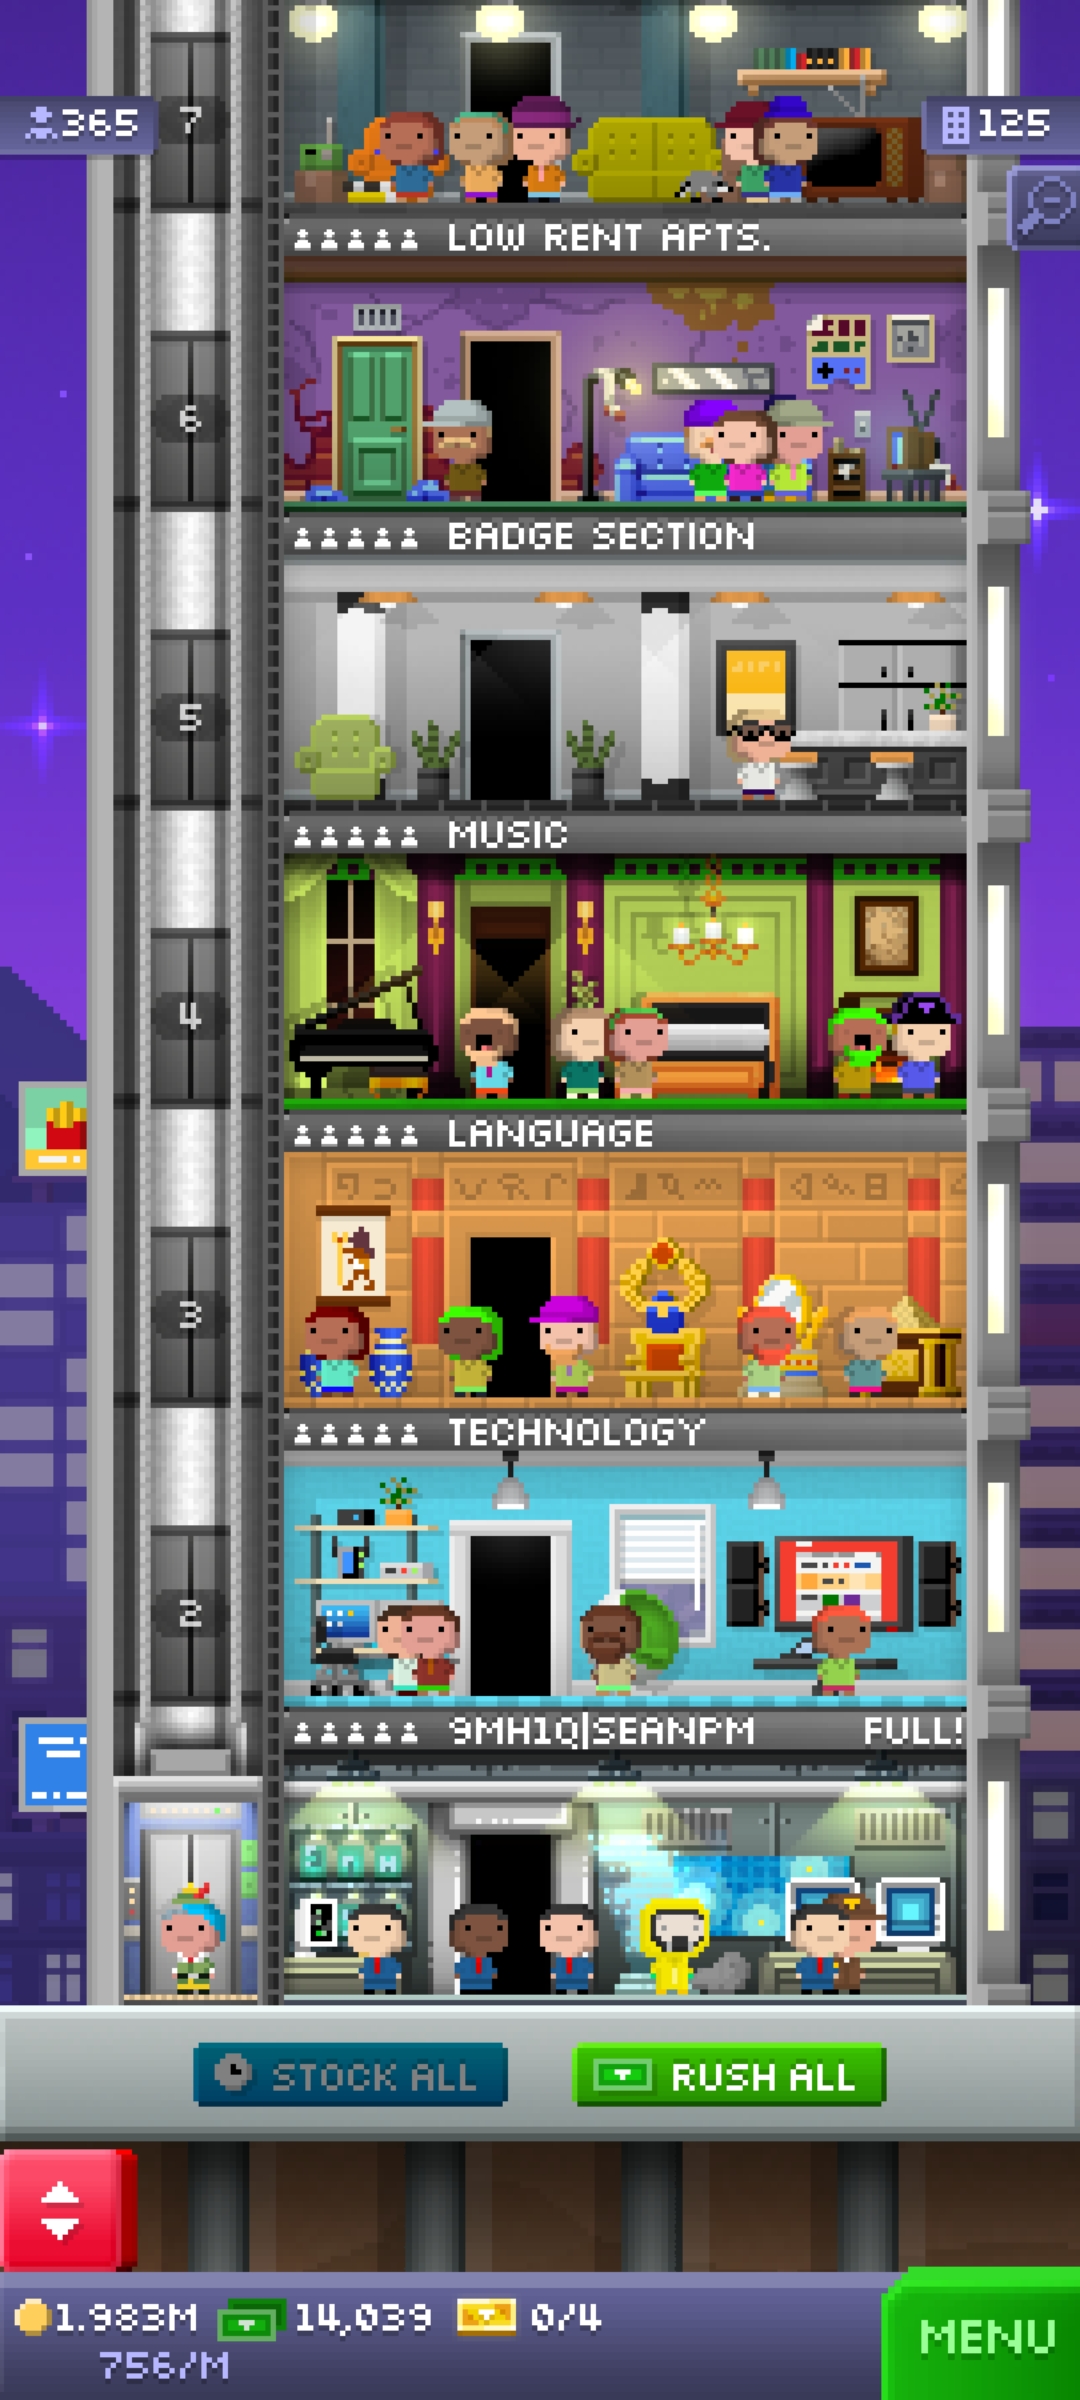 365
7
125
LOW RENT APTS.
6
BADGE SECTION
5
MUSIC
4
LANGUAGE
3
TECHNOLOGY
2
9MH1Q|SEANPM FULL!
STOCK ALL
RUSH ALL
1.983M 14,039 0/4
756/M
MENU